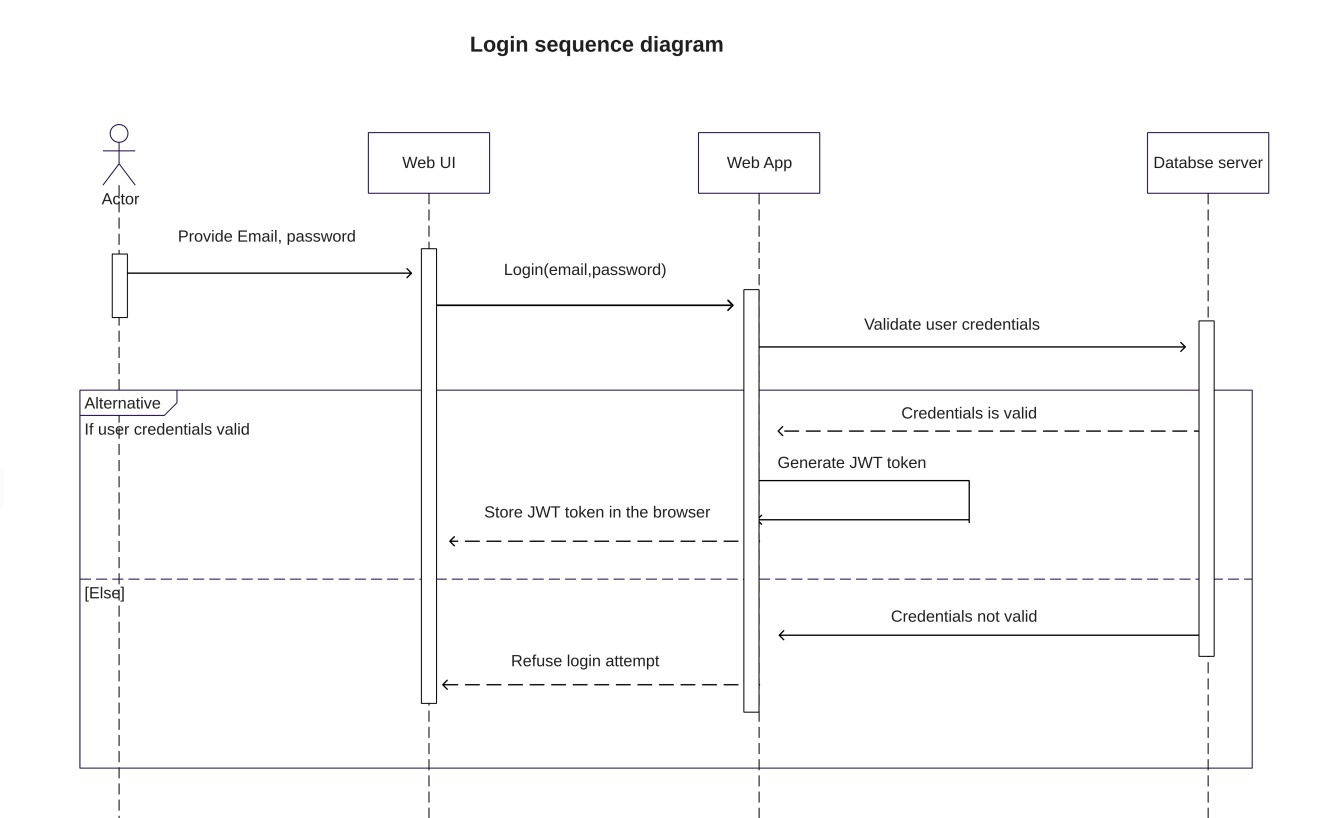 Login sequence diagram
Actor
Web UI
Web App
Databse server
Provide Email, password
Login(email,password)
Validate user credentials
Alternative
If user credentials valid
Credentials is valid
Generate JWT token
Store JWT token in the browser
[Else]
Credentials not valid
Refuse login attempt